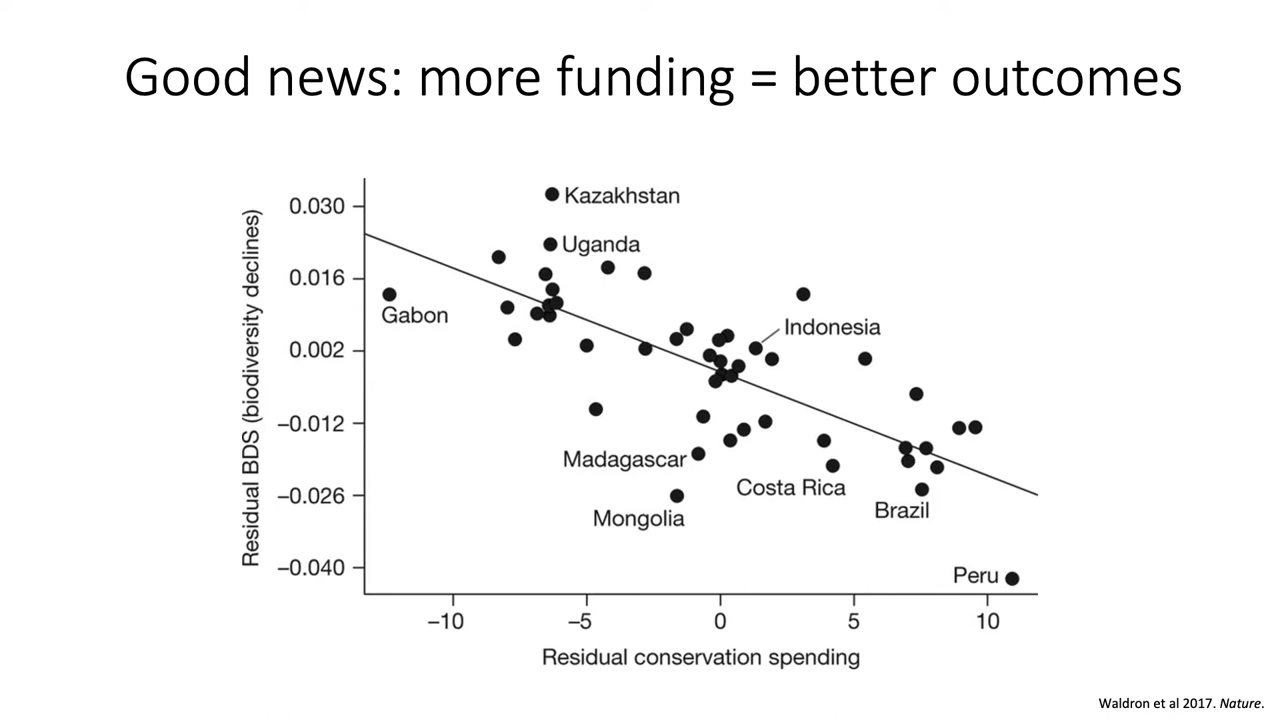 Good news: more funding = better outcomes
Residual BDS (biodiversity declines)
0.030
0.016
0.002
−0.012
−0.026
−0.040
Kazakhstan
Uganda
Gabon
Indonesia
Madagascar
Costa Rica
Mongolia
Brazil
Peru
−10
−5
0
5
10
Residual conservation spending
Waldron et al 2017. Nature.